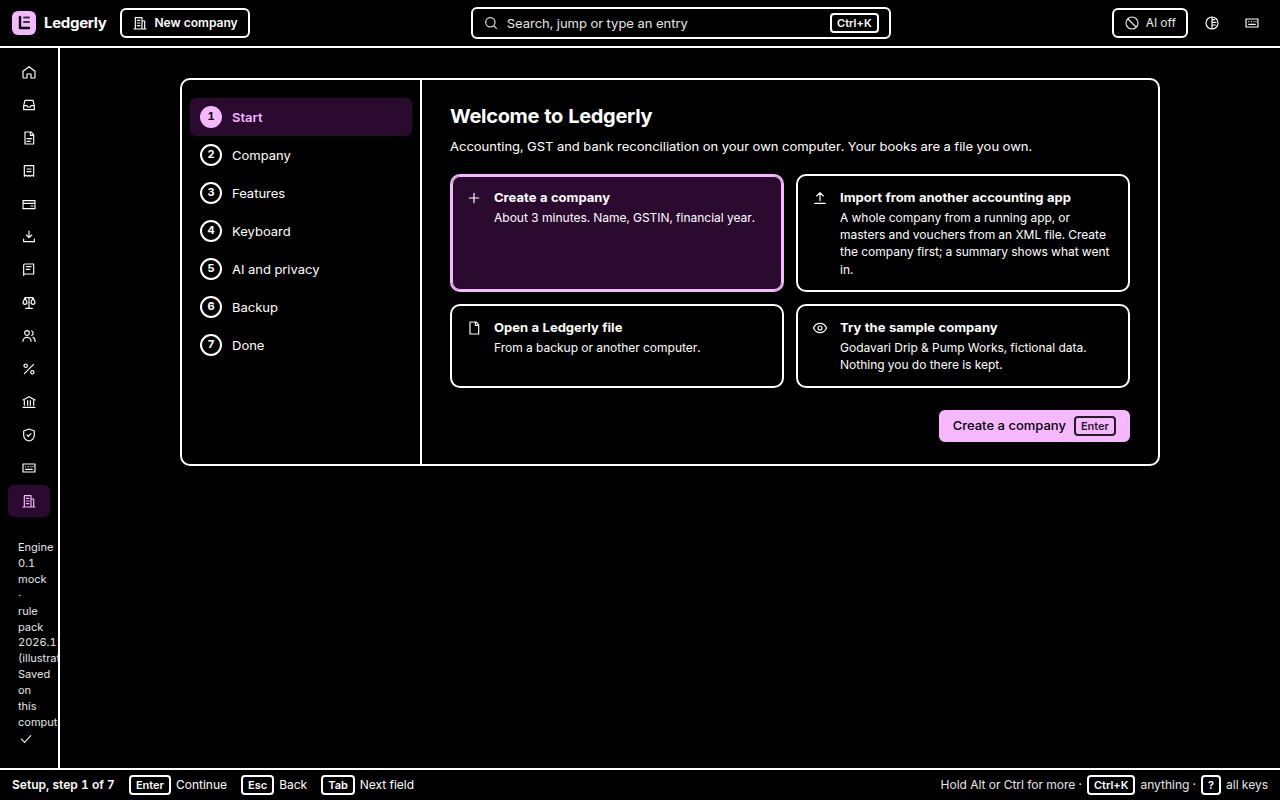 Ledgerly
New company
Search, jump or type an entry
Ctrl+K
AI off
1 Start
2 Company
3 Features
4 Keyboard
5 AI and privacy
6 Backup
7 Done
Welcome to Ledgerly
Accounting, GST and bank reconciliation on your own computer. Your books are a file you own.
Create a company
About 3 minutes. Name, GSTIN, financial year.
Import from another accounting app
A whole company from a running app, or
masters and vouchers from an XML file. Create
the company first; a summary shows what went
in.
Open a Ledgerly file
From a backup or another computer.
Try the sample company
Godavari Drip & Pump Works, fictional data.
Nothing you do there is kept.
Create a company Enter
Engine
0.1
mock
·
rule
pack
2026.1
(illustrat
Saved
on
this
comput
Setup, step 1 of 7 Enter Continue Esc Back Tab Next field
Hold Alt or Ctrl for more · Ctrl+K anything · ? all keys